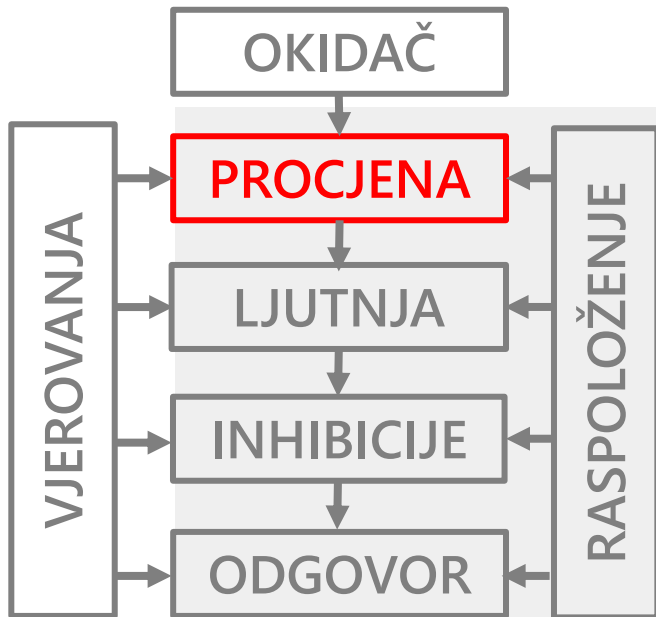 OKIDAČ
PROCJENA
LJUTNJA
INHIBICIJE
ODGOVOR
VJEROVANJA
RASPOLOŽENJE